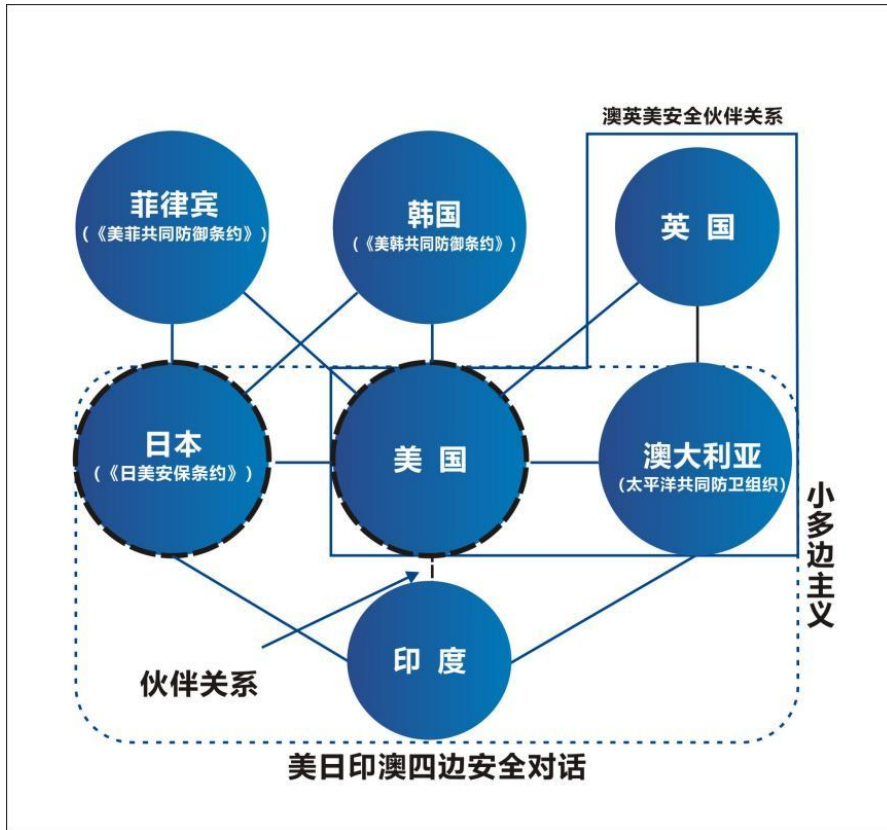 澳英美安全伙伴关系
菲律宾
（《美菲共同防御条约》）
韩国
（《美韩共同防御条约》）
英 国
日本
（《日美安保条约》）
美 国
澳大利亚
（太平洋共同防卫组织）
小多边主义
伙伴关系
印 度
美日印澳四边安全对话